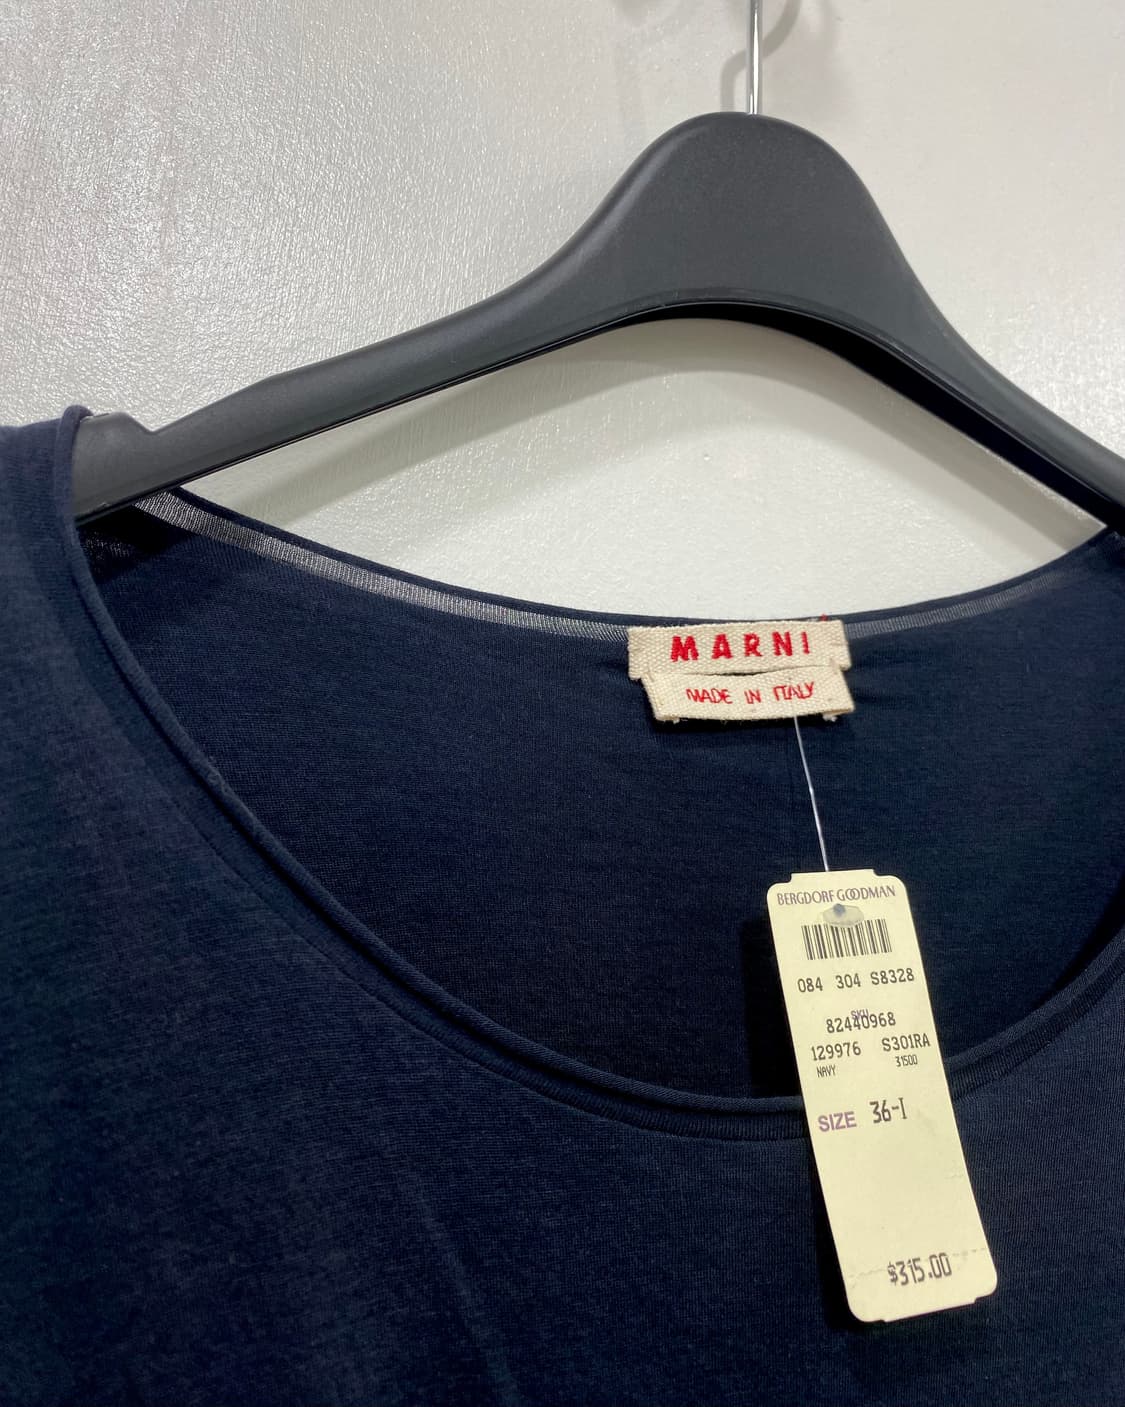 MARNI
MADE IN ITALY
BERGDORF GOODMAN
084 304 S8328
SKU
82440968
129976 S301RA
NAVY 31500
SIZE 36-I
$315.00